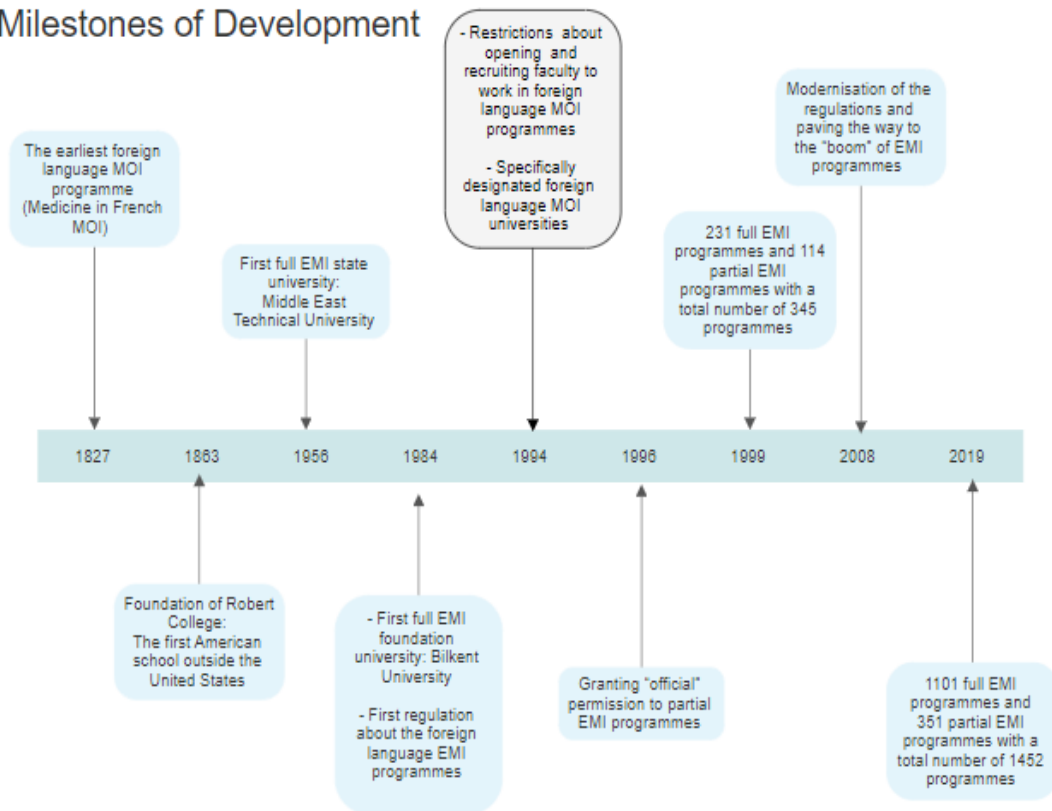 Milestones of Development
- Restrictions about
opening and
recruiting faculty to
work in foreign
language MOI
programmes
- Specifically
designated foreign
language MOI
universities
Modernisation of the
regulations and
paving the way to
the "boom" of EMI
programmes
The earliest foreign
language MOI
programme
(Medicine in French
MOI)
First full EMI state
university:
Middle East
Technical University
231 full EMI
programmes and 114
partial EMI
programmes with a
total number of 345
programmes
1827
1863
1956
1984
1994
1996
1999
2008
2019
Foundation of Robert
College:
The first American
school outside the
United States
- First full EMI
foundation
university: Bilkent
University
- First regulation
about the foreign
language EMI
programmes
Granting "official"
permission to partial
EMI programmes
1101 full EMI
programmes and
351 partial EMI
programmes with a
total number of 1452
programmes